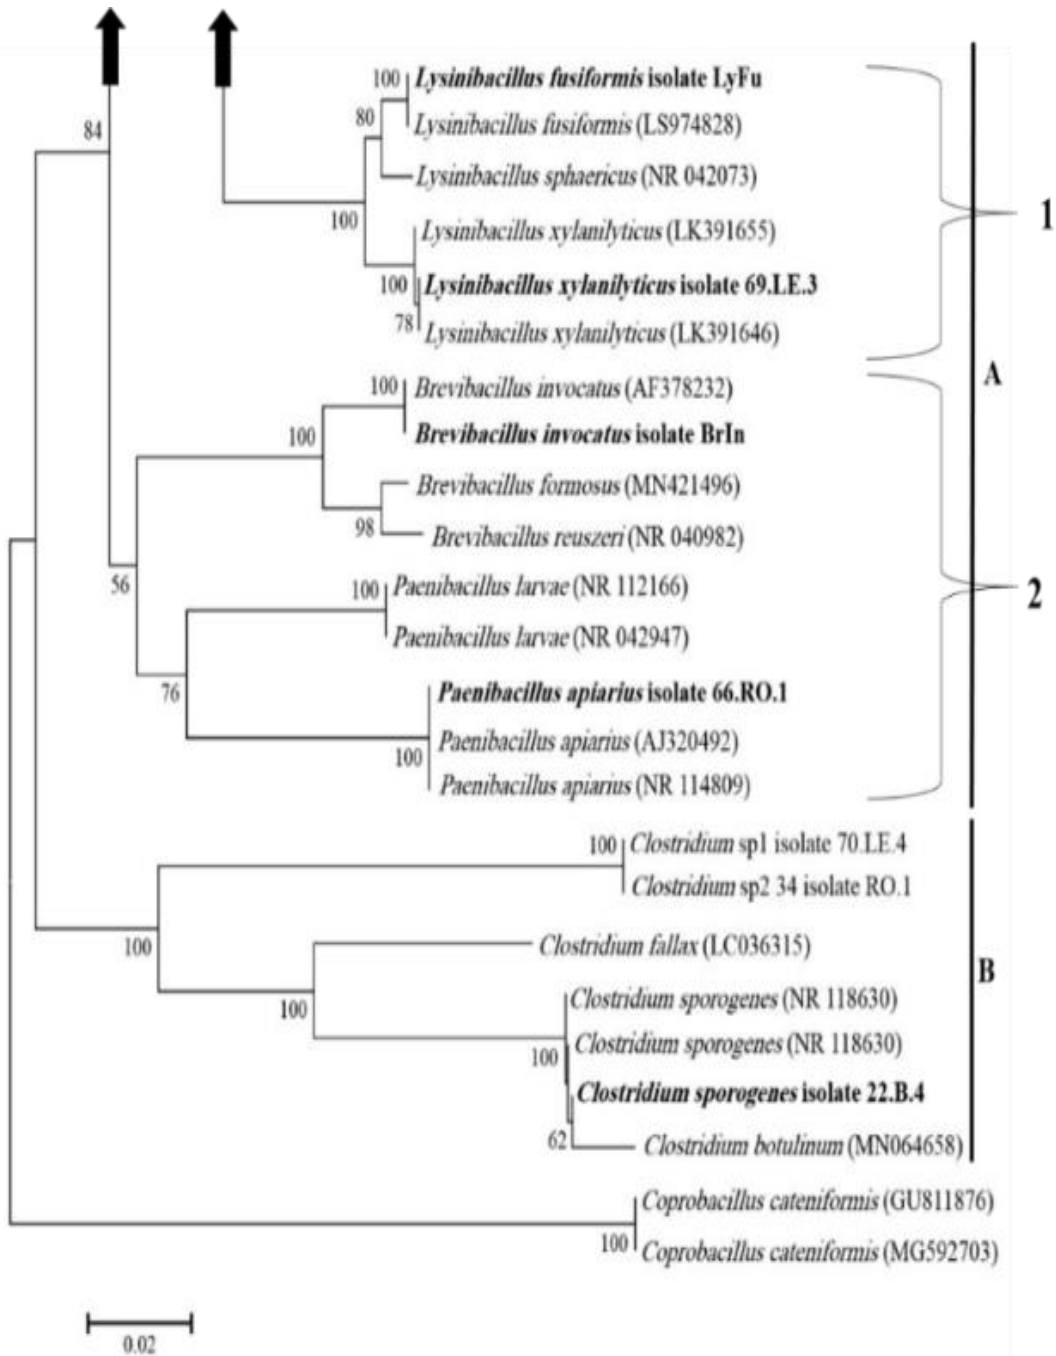 100 Lysinibacillus fusiformis isolate LyFu
80
Lysinibacillus fusiformis (LS974828)
84
Lysinibacillus sphaericus (NR 042073)
1
100
Lysinibacillus xylanilyticus (LK391655)
100 Lysinibacillus xylanilyticus isolate 69.LE.3
78 Lysinibacillus xylanilyticus (LK391646)
A
100 Brevibacillus invocatus (AF378232)
100
Brevibacillus invocatus isolate BrIn
Brevibacillus formosus (MN421496)
98
Brevibacillus reuszeri (NR 040982)
56
100 Paenibacillus larvae (NR 112166)
2
Paenibacillus larvae (NR 042947)
76
Paenibacillus apiarius isolate 66.RO.1
Paenibacillus apiarius (AJ320492)
100
Paenibacillus apiarius (NR 114809)
100 Clostridium sp1 isolate 70.LE.4
Clostridium sp2 34 isolate RO.1
100
Clostridium fallax (LC036315)
B
100
Clostridium sporogenes (NR 118630)
Clostridium sporogenes (NR 118630)
100
Clostridium sporogenes isolate 22.B.4
62
Clostridium botulinum (MN064658)
Coprobacillus cateniformis (GU811876)
100
Coprobacillus cateniformis (MG592703)
0.02